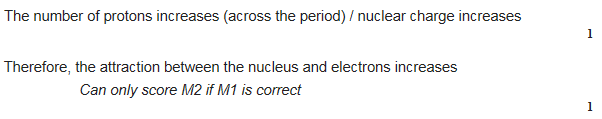 The number of protons increases (across the period) / nuclear charge increases
1
Therefore, the attraction between the nucleus and electrons increases
Can only score M2 if M1 is correct
1